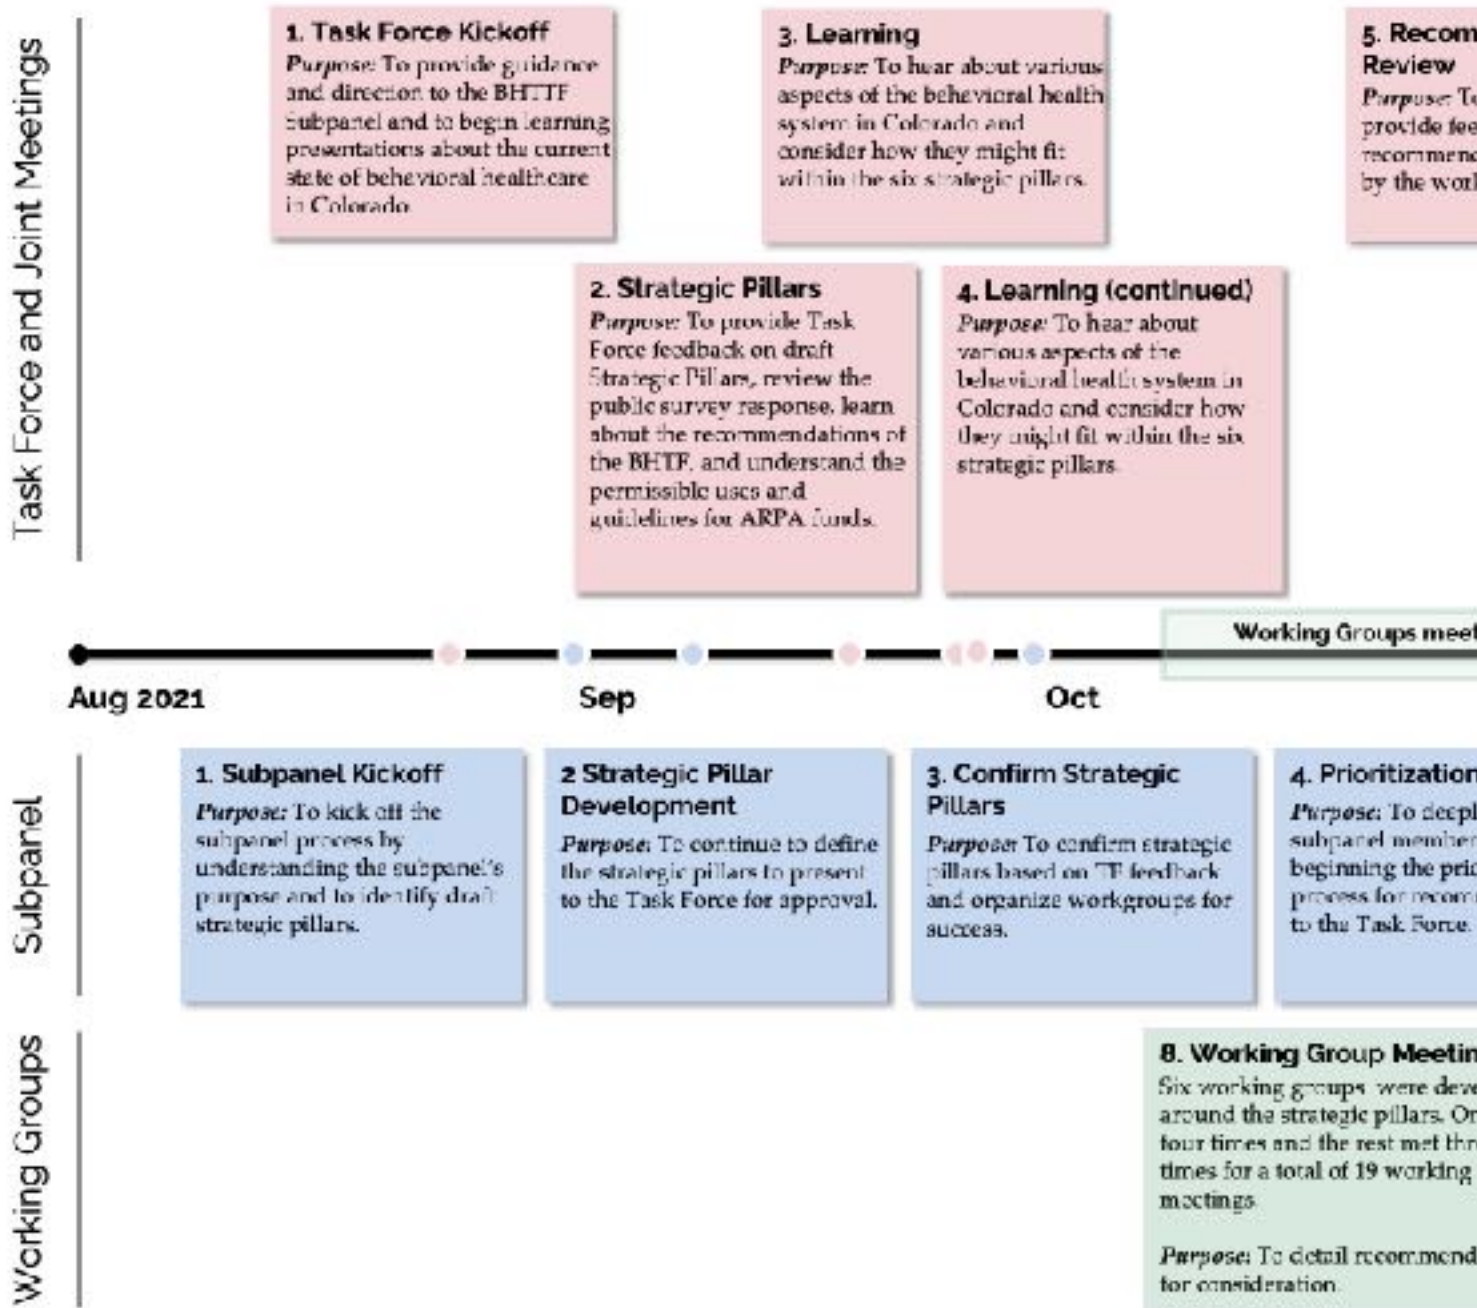 Task Force and Joint Meetings
1. Task Force Kickoff
Purpose: To provide guidance
and direction to the BHTTF
Subpanel and to begin learning
presentations about the current
state of behavioral healthcare
in Colorado.
3. Learning
Purpose: To hear about various
aspects of the behavioral health
system in Colorado and
consider how they might fit
within the six strategic pillars.
5. Recom
Review
Purpose: To
provide fee
recommend
by the work
2. Strategic Pillars
Purpose: To provide Task
Force feedback on draft
Strategic Pillars, review the
public survey response, learn
about the recommendations of
the BHTF, and understand the
permissible uses and
guidelines for ARPA funds.
4. Learning (continued)
Purpose: To hear about
various aspects of the
behavioral health system in
Colorado and consider how
they might fit within the six
strategic pillars.
Working Groups meet
Aug 2021
Sep
Oct
Subpanel
1. Subpanel Kickoff
Purpose: To kick off the
subpanel process by
understanding the subpanel's
purpose and to identify draft
strategic pillars.
2 Strategic Pillar
Development
Purpose: To continue to define
the strategic pillars to present
to the Task Force for approval.
3. Confirm Strategic
Pillars
Purpose: To confirm strategic
pillars based on TF feedback
and organize workgroups for
success.
4. Prioritization
Purpose: To deepl
subpanel member
beginning the prio
process for recom
to the Task Force.
Working Groups
8. Working Group Meetin
Six working groups were deve
around the strategic pillars. On
four times and the rest met thr
times for a total of 19 working
meetings.
Purpose: To detail recommend
for consideration.